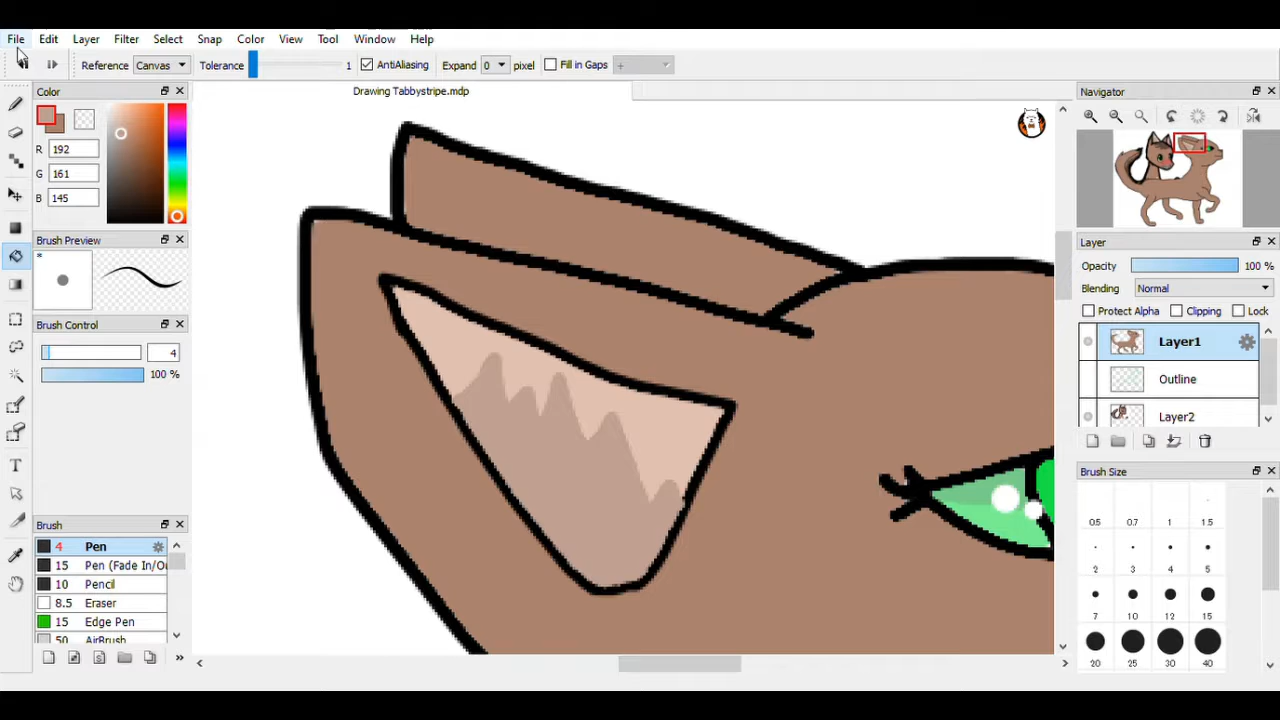 File Edit Layer Filter Select Snap Color View Tool Window Help
Reference Canvas Tolerance 1 AntiAliasing Expand 0 pixel Fill in Gaps +
Color
Drawing Tabbystripe.mdp
Navigator
R 192
G 161
B 145
Brush Preview
*
Layer
Opacity 100 %
Blending Normal
Protect Alpha Clipping Lock
Brush Control
4
100 %
Layer1
Outline
Layer2
Brush Size
Brush
0.5 0.7 1 1.5
2 3 4 5
7 10 12 15
20 25 30 40
4 Pen
15 Pen (Fade In/Ou
10 Pencil
8.5 Eraser
15 Edge Pen
50 AirBrush
T
»